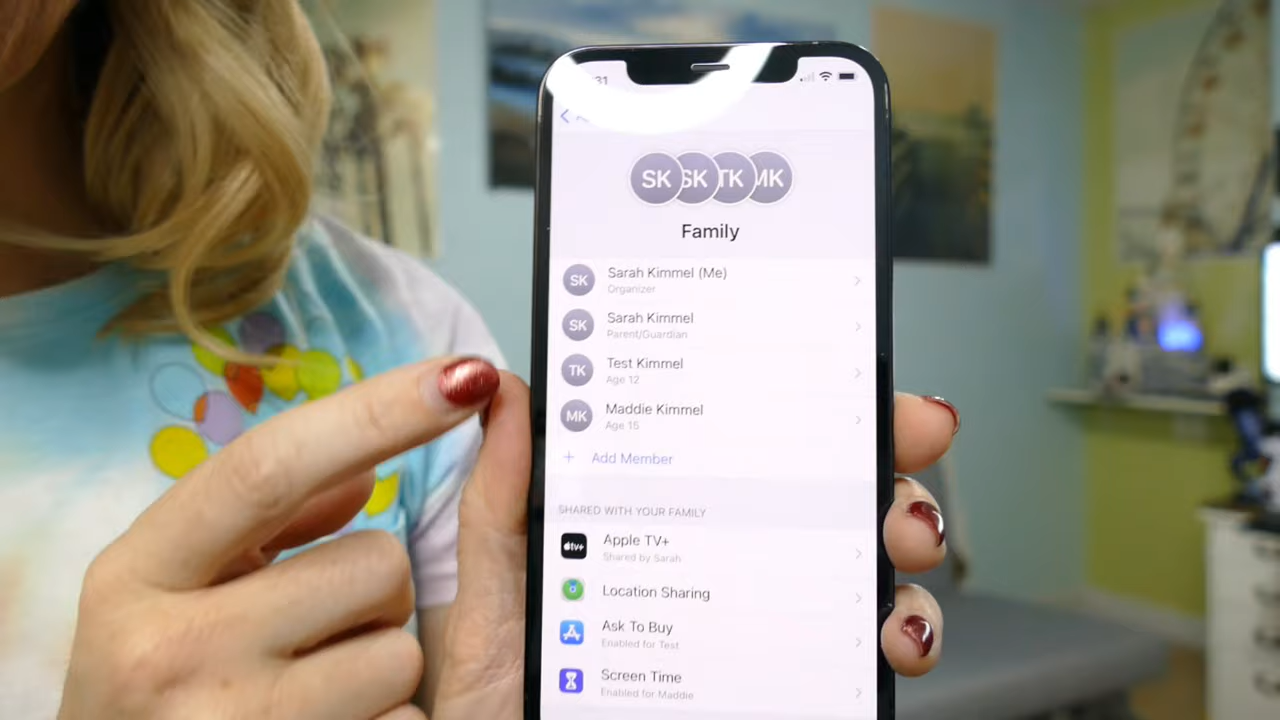 31
SK SK TK MK
Family
SK Sarah Kimmel (Me)
Organizer
SK Sarah Kimmel
Parent/Guardian
TK Test Kimmel
Age 12
MK Maddie Kimmel
Age 15
+ Add Member
SHARED WITH YOUR FAMILY
tv+ Apple TV+
Shared by Sarah
Location Sharing
Ask To Buy
Enabled for Test
Screen Time
Enabled for Maddie